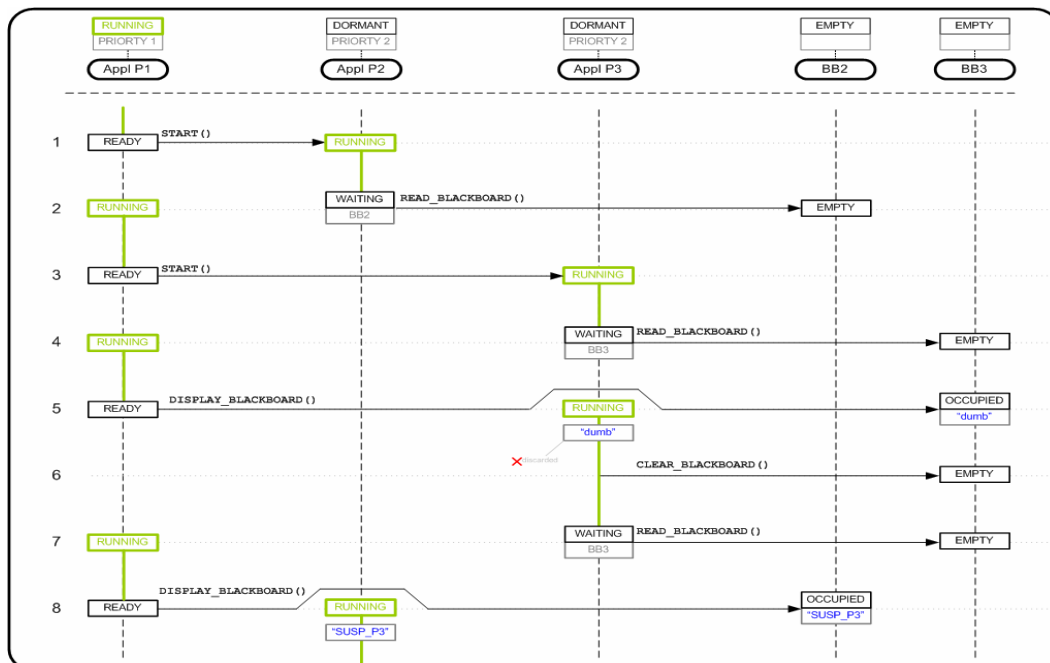 RUNNING DORMANT DORMANT EMPTY EMPTY
PRIORTY 1 PRIORTY 2 PRIORTY 2
Appl P1 Appl P2 Appl P3 BB2 BB3
1 READY START() RUNNING
2 RUNNING WAITING READ_BLACKBOARD() EMPTY
BB2
3 READY START() RUNNING
4 RUNNING WAITING READ_BLACKBOARD() EMPTY
BB3
5 READY DISPLAY_BLACKBOARD() RUNNING OCCUPIED
"dumb" "dumb"
discarded
6 CLEAR_BLACKBOARD() EMPTY
7 RUNNING WAITING READ_BLACKBOARD() EMPTY
BB3
8 READY DISPLAY_BLACKBOARD() RUNNING OCCUPIED
"SUSP_P3" "SUSP_P3"